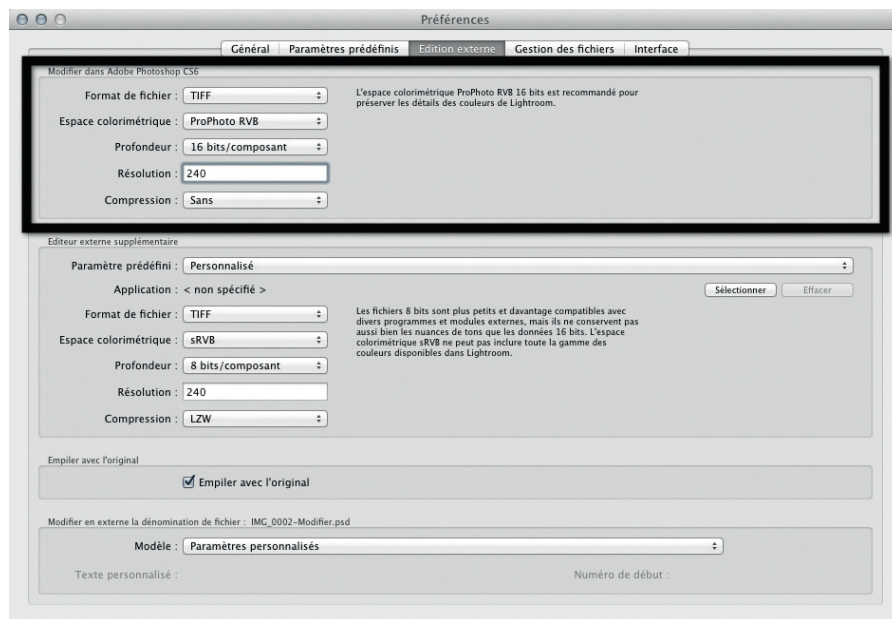 Préférences
Général Paramètres prédéfinis Edition externe Gestion des fichiers Interface
Modifier dans Adobe Photoshop CS6
Format de fichier : TIFF
L'espace colorimétrique ProPhoto RVB 16 bits est recommandé pour
préserver les détails des couleurs de Lightroom.
Espace colorimétrique : ProPhoto RVB
Profondeur : 16 bits/composant
Résolution : 240
Compression : Sans
Editeur externe supplémentaire
Paramètre prédéfini : Personnalisé
Application : < non spécifié >
Sélectionner Effacer
Format de fichier : TIFF
Les fichiers 8 bits sont plus petits et davantage compatibles avec
divers programmes et modules externes, mais ils ne conservent pas
aussi bien les nuances de tons que les données 16 bits. L'espace
colorimétrique sRVB ne peut pas inclure toute la gamme des
couleurs disponibles dans Lightroom.
Espace colorimétrique : sRVB
Profondeur : 8 bits/composant
Résolution : 240
Compression : LZW
Empiler avec l'original
Empiler avec l'original
Modifier en externe la dénomination de fichier : IMG_0002-Modifier.psd
Modèle : Paramètres personnalisés
Texte personnalisé :
Numéro de début :